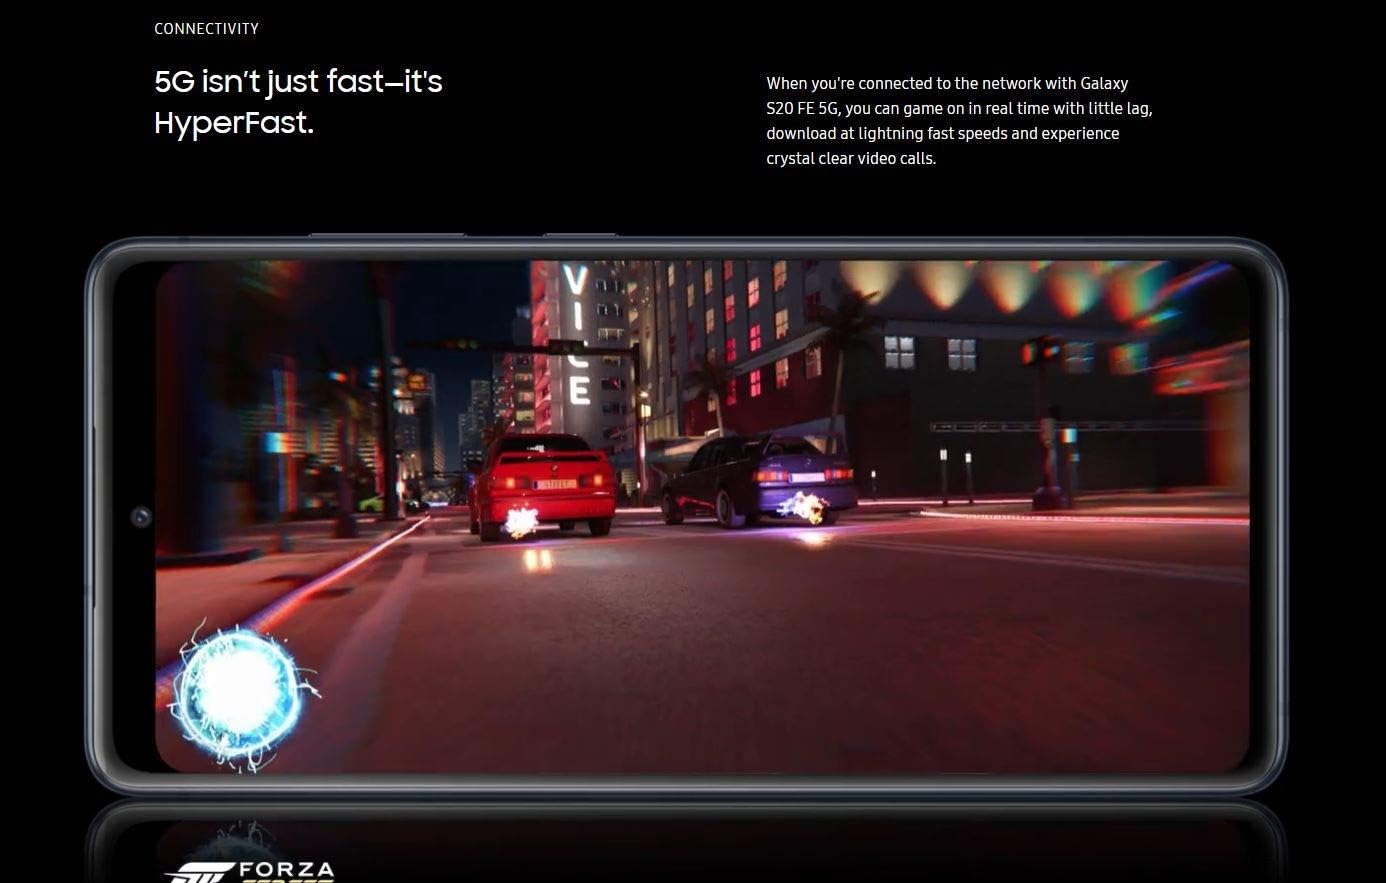 CONNECTIVITY
5G isn't just fast—it's
HyperFast.
When you're connected to the network with Galaxy
S20 FE 5G, you can game on in real time with little lag,
download at lightning fast speeds and experience
crystal clear video calls.
FORZA